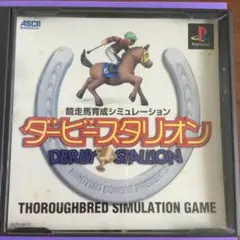 ASCII
PlayStation
競走馬育成シミュレーション
ダービースタリオン
DERBY STALLION
THOROUGHBRED SIMULATION GAME